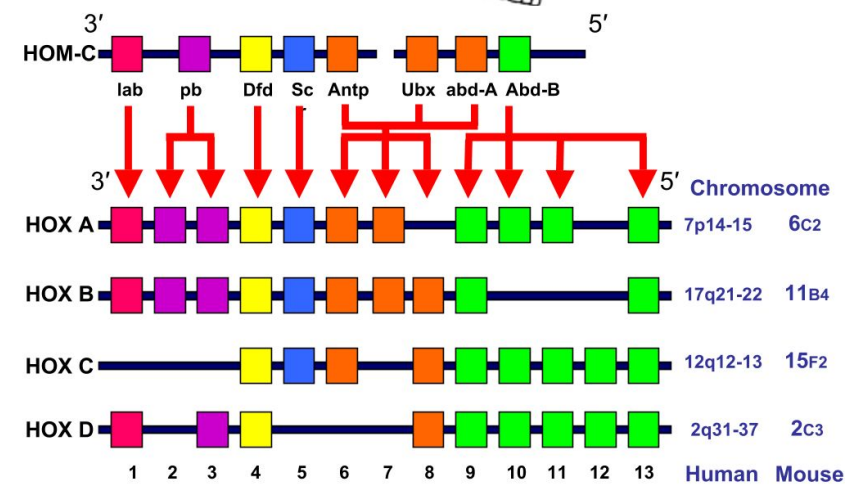 3′ 5′
HOM-C
lab pb Dfd Sc Antp Ubx abd-A Abd-B
r
3′ 5′ Chromosome
HOX A 7p14-15 6C2
HOX B 17q21-22 11B4
HOX C 12q12-13 15F2
HOX D 2q31-37 2C3
1 2 3 4 5 6 7 8 9 10 11 12 13 Human Mouse